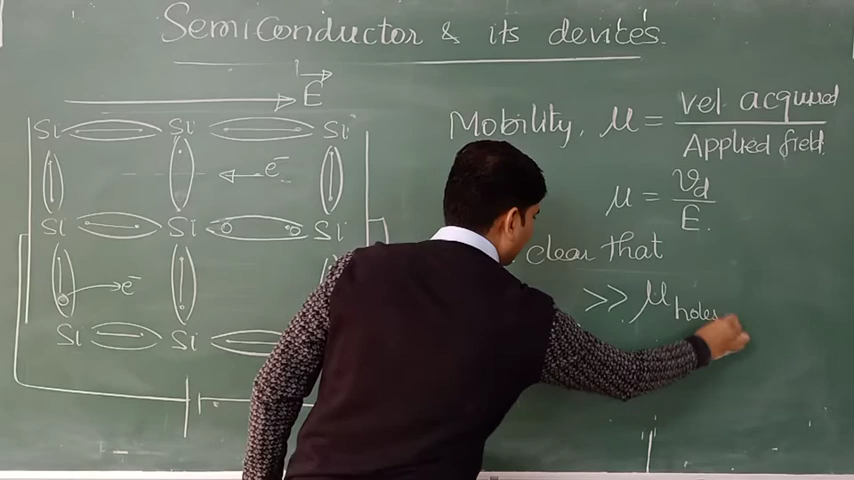 Semiconductor & its devices.
E
Si Si Si
e⁻
Si Si Si
e⁻
Si Si
Mobility, μ = vel acquired / Applied field.
μ = vd / E.
clear that
>> μ holes